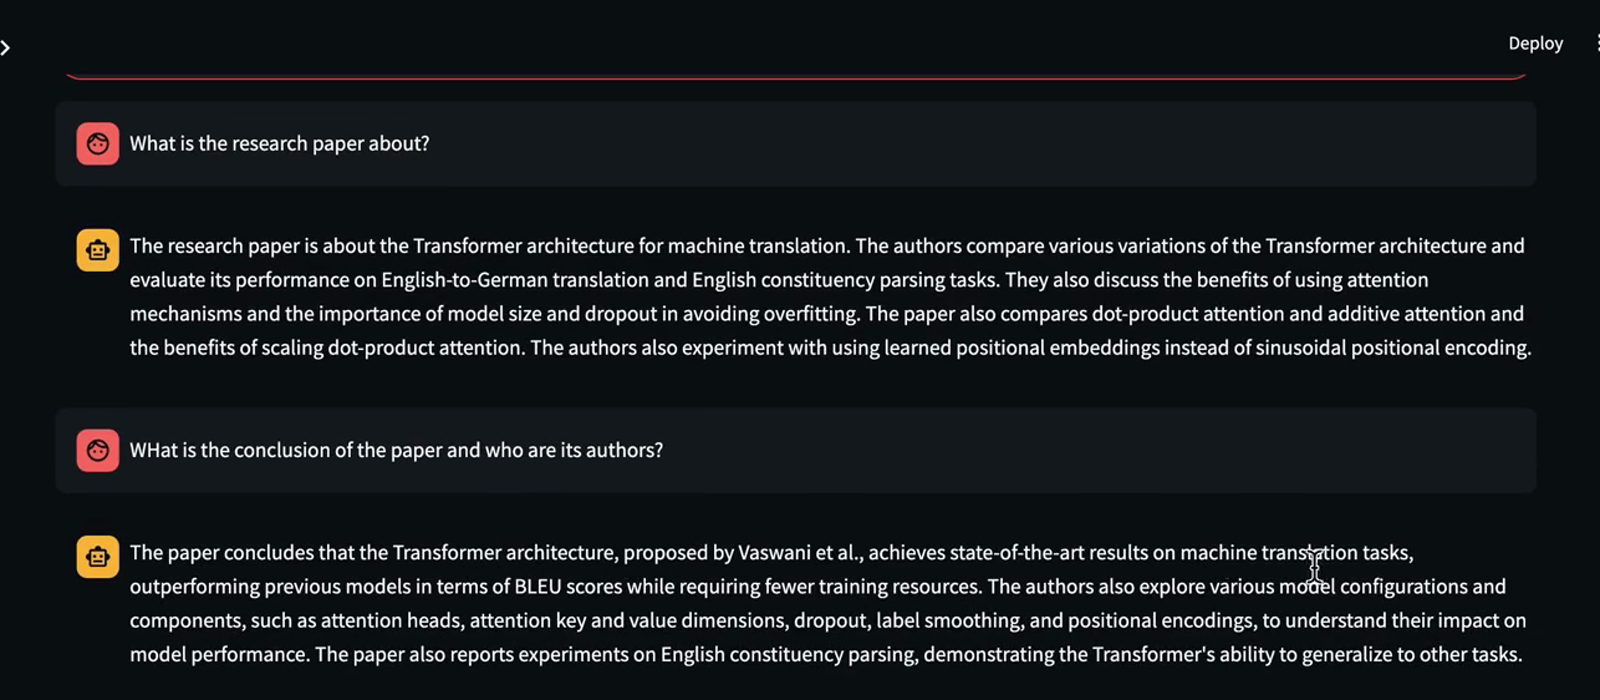 Deploy
What is the research paper about?
The research paper is about the Transformer architecture for machine translation. The authors compare various variations of the Transformer architecture and
evaluate its performance on English-to-German translation and English constituency parsing tasks. They also discuss the benefits of using attention
mechanisms and the importance of model size and dropout in avoiding overfitting. The paper also compares dot-product attention and additive attention and
the benefits of scaling dot-product attention. The authors also experiment with using learned positional embeddings instead of sinusoidal positional encoding.
WHat is the conclusion of the paper and who are its authors?
The paper concludes that the Transformer architecture, proposed by Vaswani et al., achieves state-of-the-art results on machine translation tasks,
outperforming previous models in terms of BLEU scores while requiring fewer training resources. The authors also explore various model configurations and
components, such as attention heads, attention key and value dimensions, dropout, label smoothing, and positional encodings, to understand their impact on
model performance. The paper also reports experiments on English constituency parsing, demonstrating the Transformer's ability to generalize to other tasks.